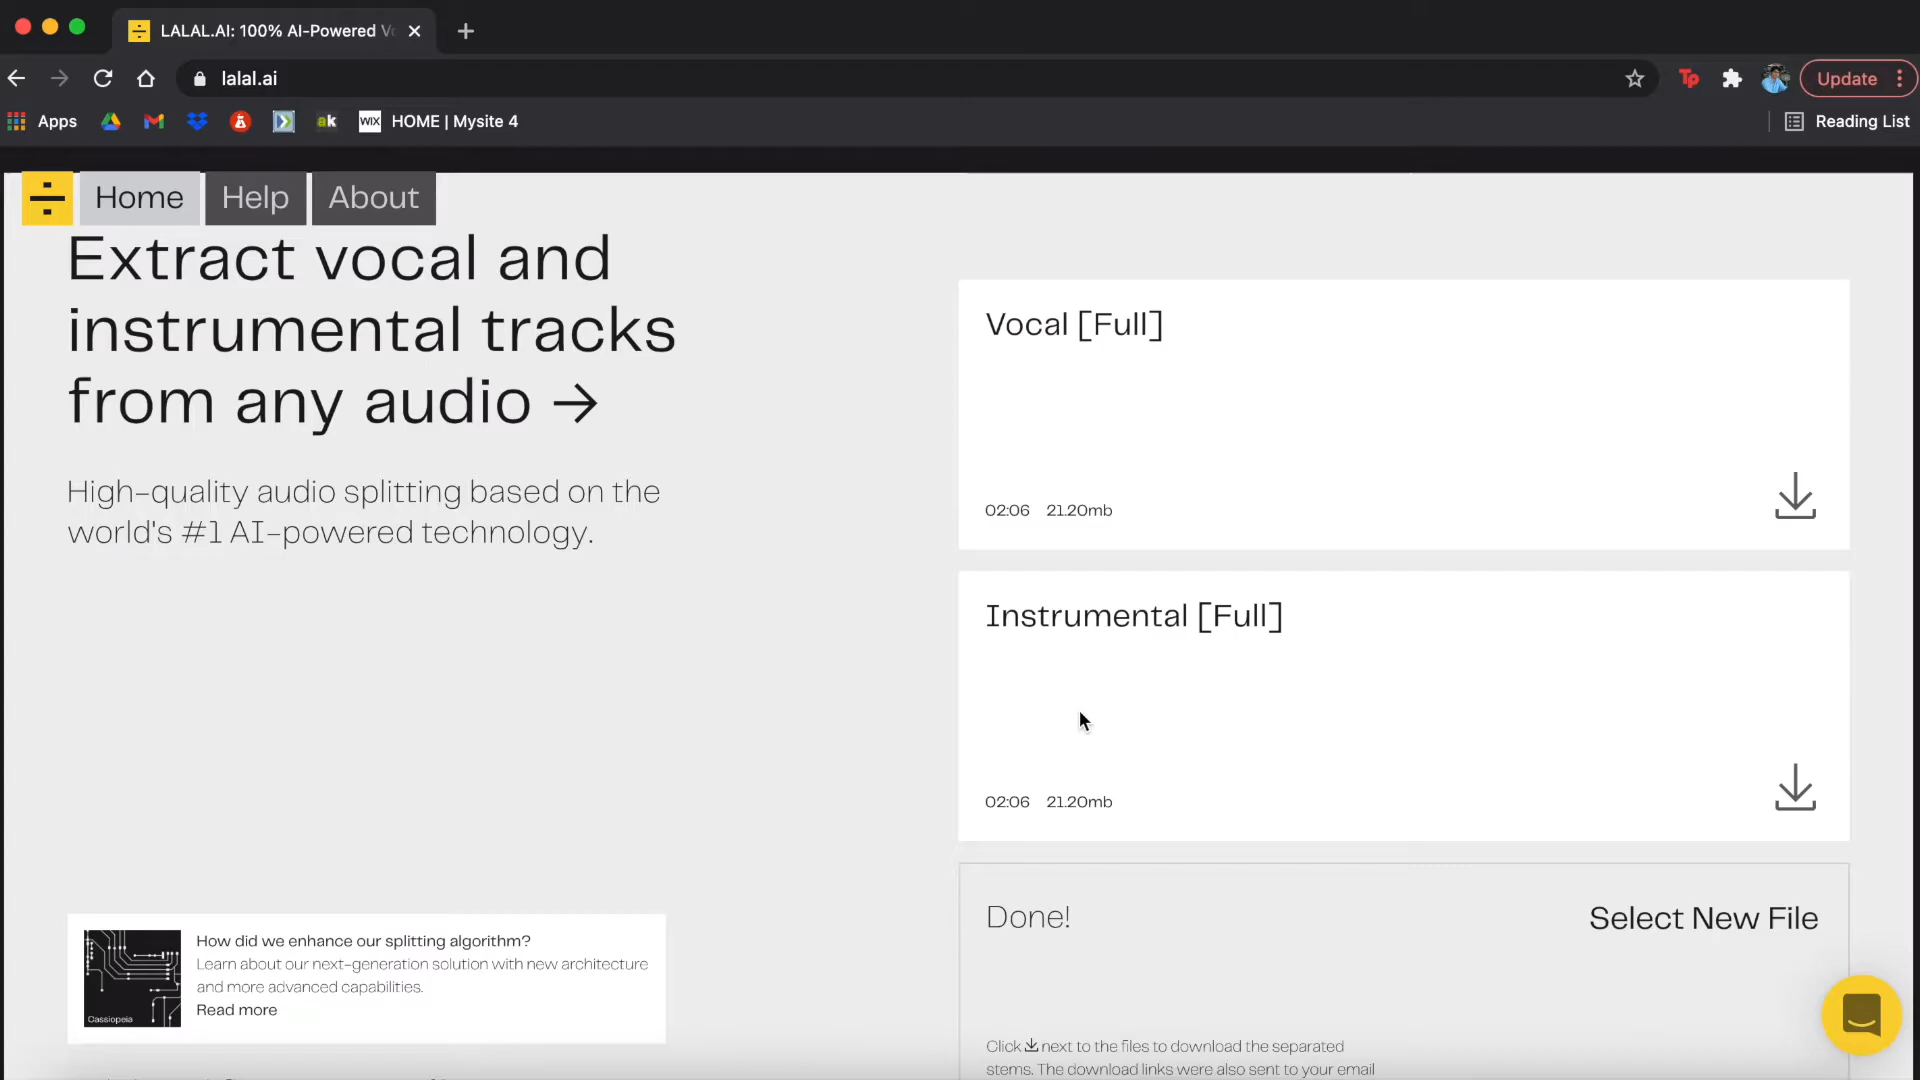 LALAL.AI: 100% AI-Powered
lalal.ai
Update
Apps
ak
WIX
HOME | Mysite 4
Reading List
Home
Help
About
Extract vocal and
instrumental tracks
from any audio →
High-quality audio splitting based on the
world's #1 AI-powered technology.
Vocal [Full]
02:06 21.20mb
Instrumental [Full]
02:06 21.20mb
Done!
Select New File
Click next to the files to download the separated
stems. The download links were also sent to your email
How did we enhance our splitting algorithm?
Learn about our next-generation solution with new architecture
and more advanced capabilities.
Read more
Cassiopeia